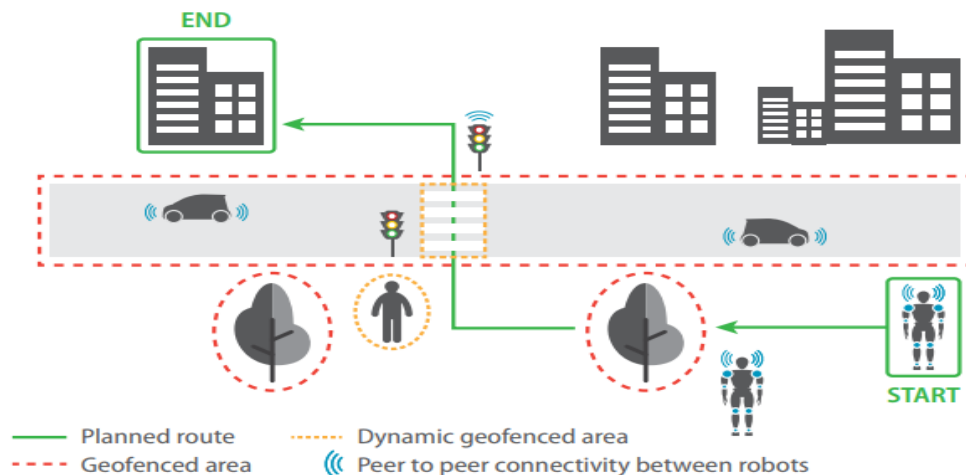 END
START
Planned route
Dynamic geofenced area
Geofenced area
Peer to peer connectivity between robots